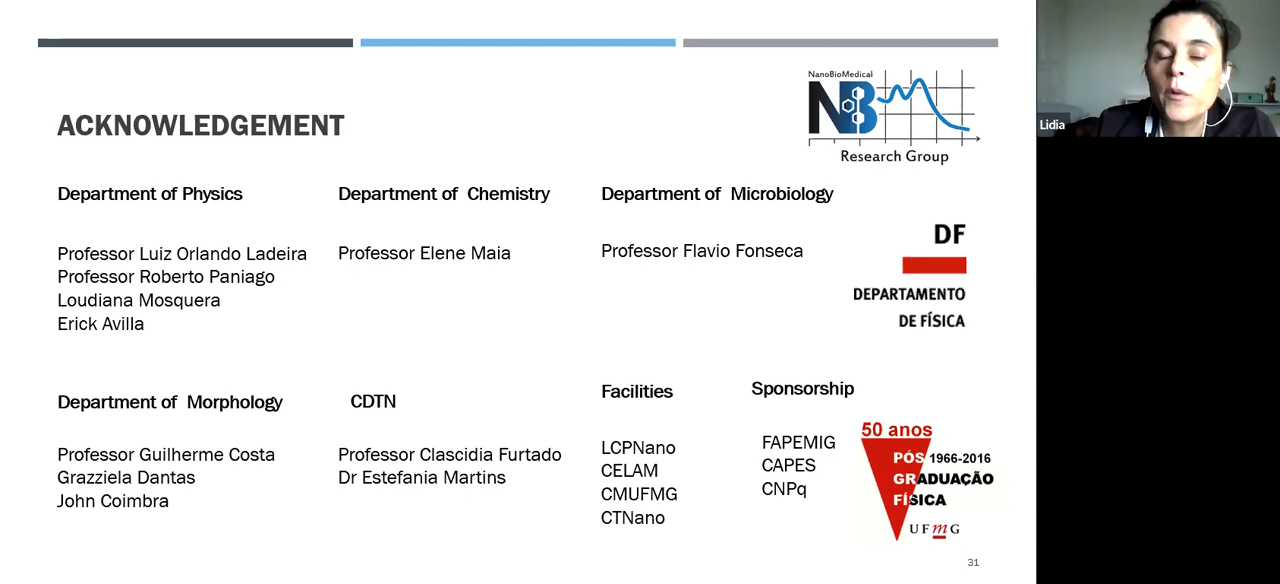 NanoBioMedical
NB
Research Group
Lidia
ACKNOWLEDGEMENT
Department of Physics
Professor Luiz Orlando Ladeira
Professor Roberto Paniago
Loudiana Mosquera
Erick Avilla
Department of Chemistry
Professor Elene Maia
Department of Microbiology
Professor Flavio Fonseca
DF
DEPARTAMENTO
DE FÍSICA
Department of Morphology
Professor Guilherme Costa
Grazziela Dantas
John Coimbra
CDTN
Professor Clascidia Furtado
Dr Estefania Martins
Facilities
LCPNano
CELAM
CMUFMG
CTNano
Sponsorship
FAPEMIG
CAPES
CNPq
50 anos
PÓS 1966-2016
GRADUAÇÃO
FÍSICA
UFmG
31